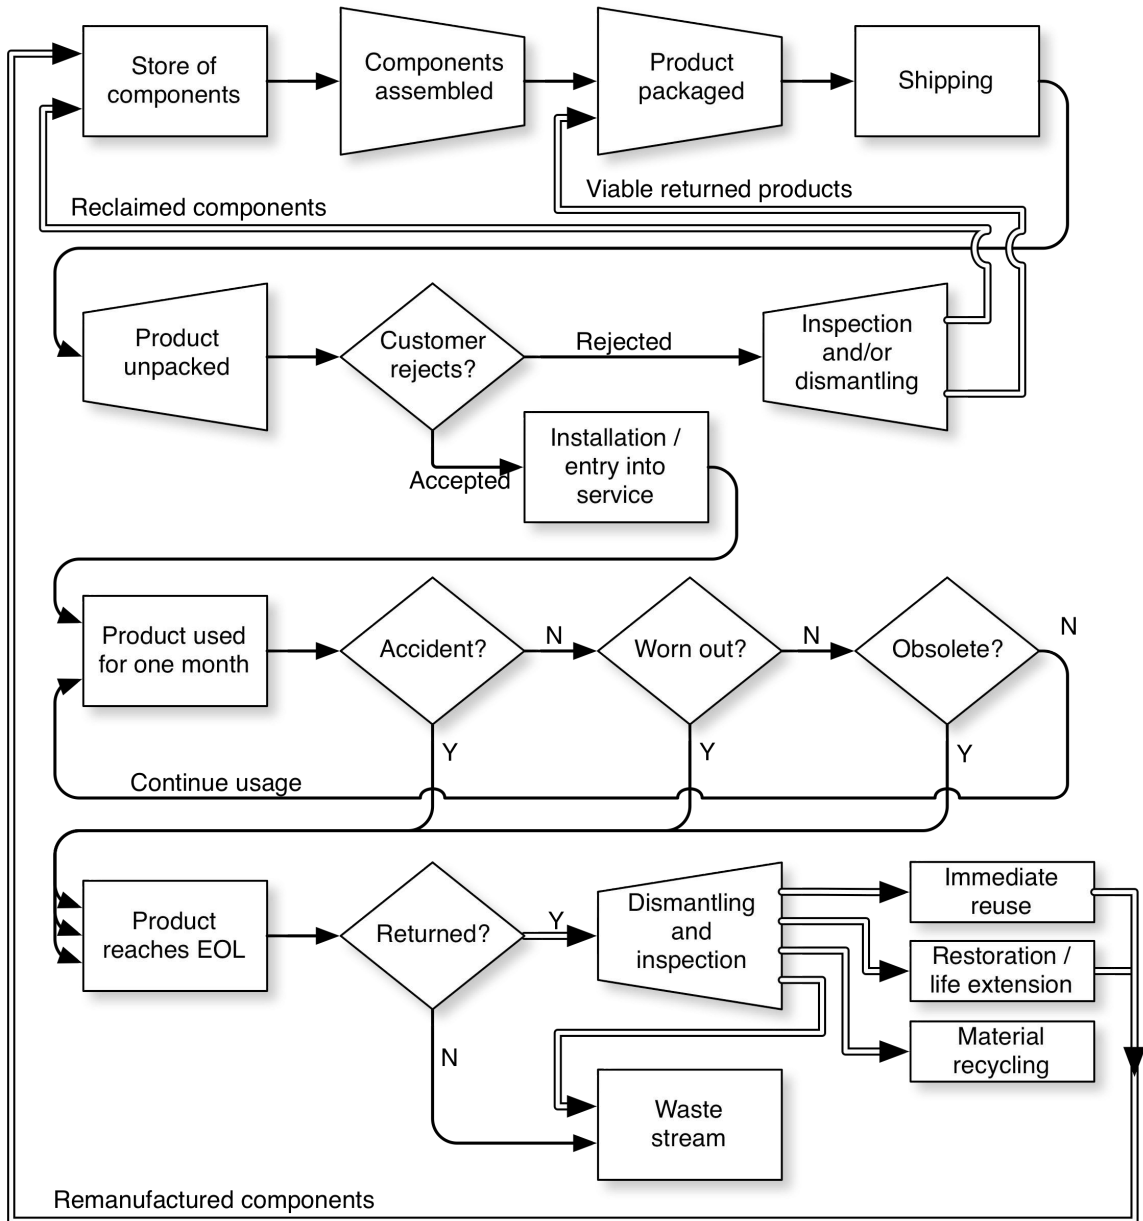 Store of
components
Components
assembled
Product
packaged
Shipping
Viable returned products
Reclaimed components
Product
unpacked
Customer
rejects?
Rejected
Inspection
and/or
dismantling
Accepted
Installation /
entry into
service
Product used
for one month
Accident?
N
Worn out?
N
Obsolete?
N
Y
Y
Y
Continue usage
Product
reaches EOL
Returned?
Y
Dismantling
and
inspection
Immediate
reuse
Restoration /
life extension
Material
recycling
N
Waste
stream
Remanufactured components